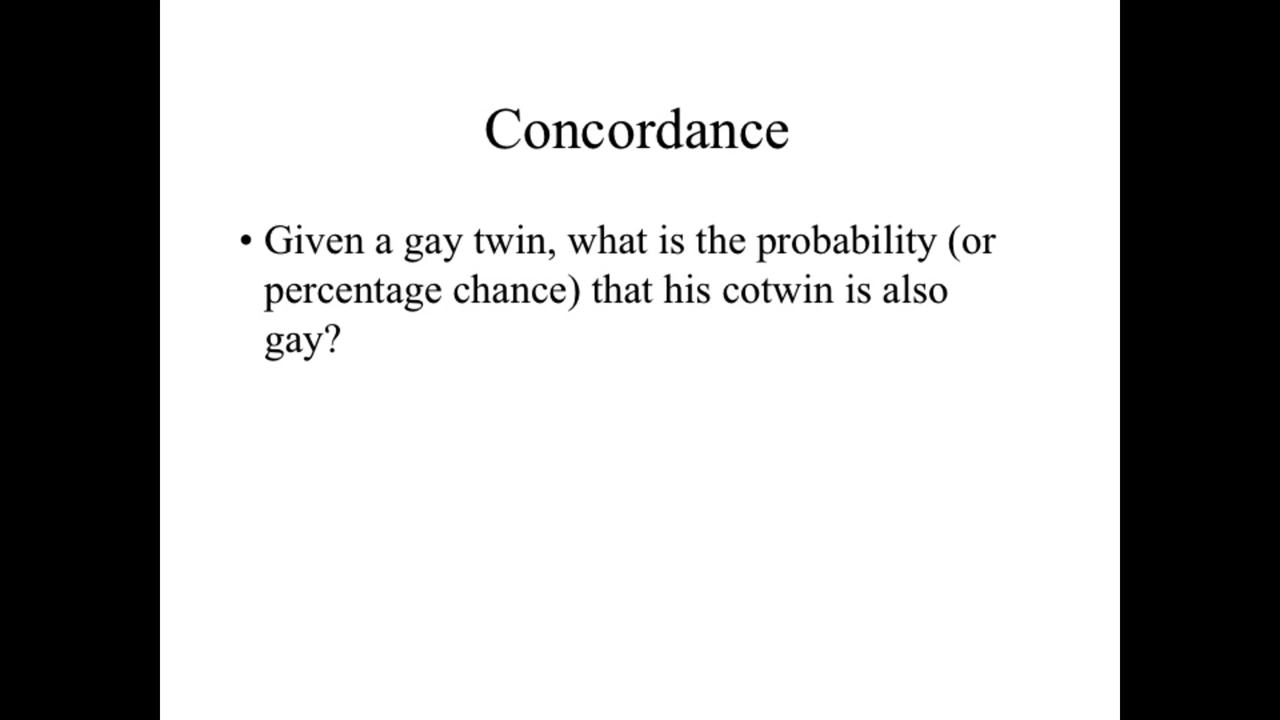 Concordance
• Given a gay twin, what is the probability (or
percentage chance) that his cotwin is also
gay?